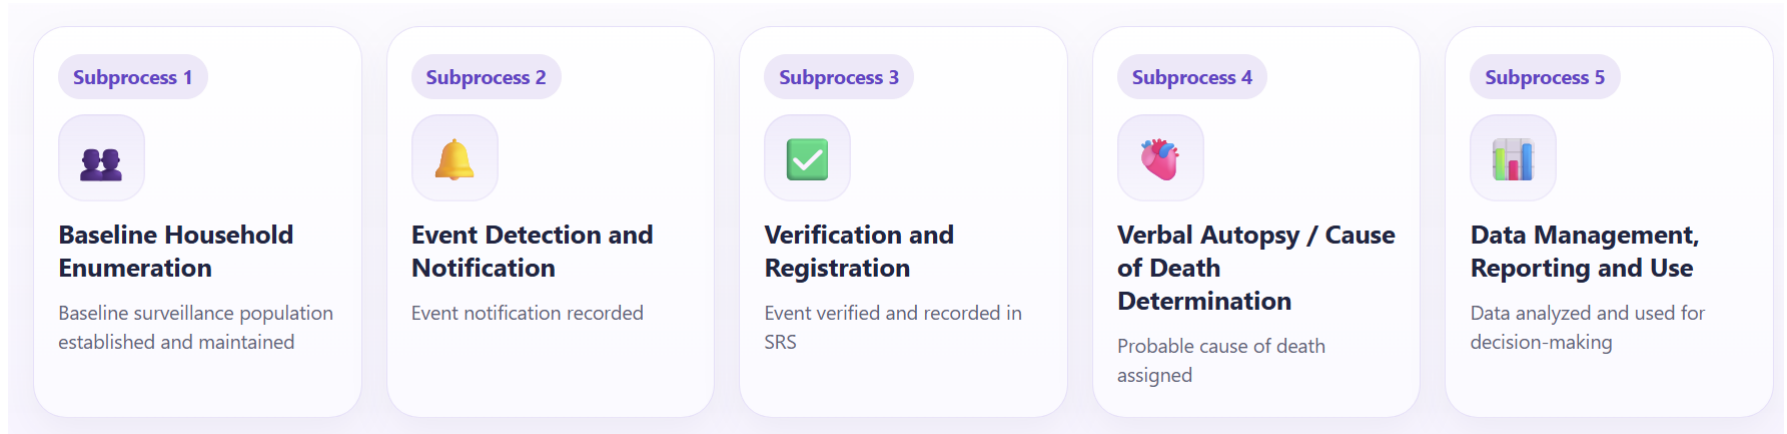 Subprocess 1
Baseline Household
Enumeration
Baseline surveillance population
established and maintained
Subprocess 2
Event Detection and
Notification
Event notification recorded
Subprocess 3
Verification and
Registration
Event verified and recorded in
SRS
Subprocess 4
Verbal Autopsy / Cause
of Death
Determination
Probable cause of death
assigned
Subprocess 5
Data Management,
Reporting and Use
Data analyzed and used for
decision-making